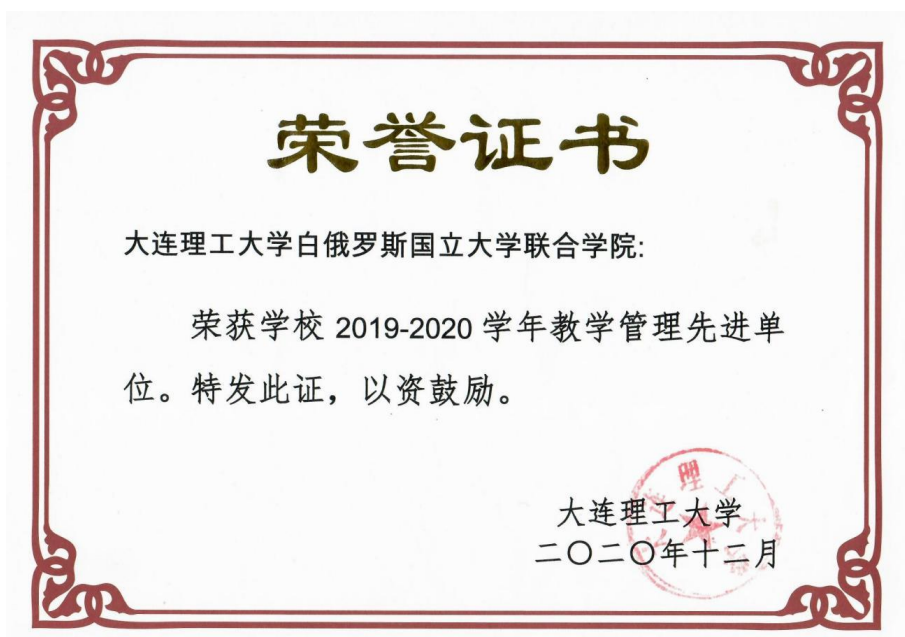 荣誉证书
大连理工大学白俄罗斯国立大学联合学院:
荣获学校 2019-2020 学年教学管理先进单
位。特发此证，以资鼓励。
大连理工大学
二〇二〇年十二月